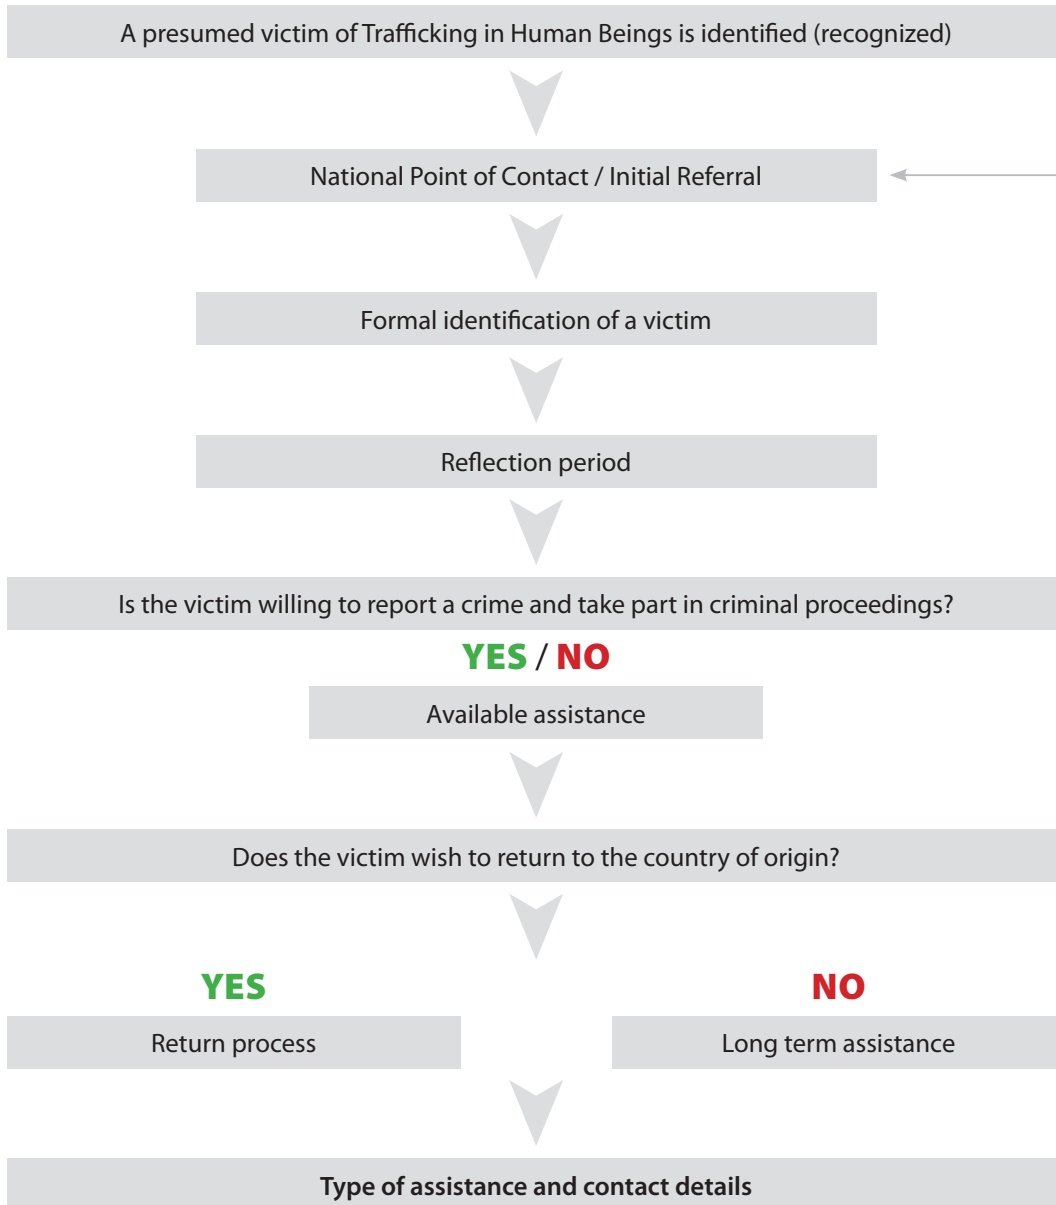 A presumed victim of Trafficking in Human Beings is identified (recognized)
National Point of Contact / Initial Referral
Formal identification of a victim
Reflection period
Is the victim willing to report a crime and take part in criminal proceedings?
YES / NO
Available assistance
Does the victim wish to return to the country of origin?
YES
NO
Return process
Long term assistance
Type of assistance and contact details